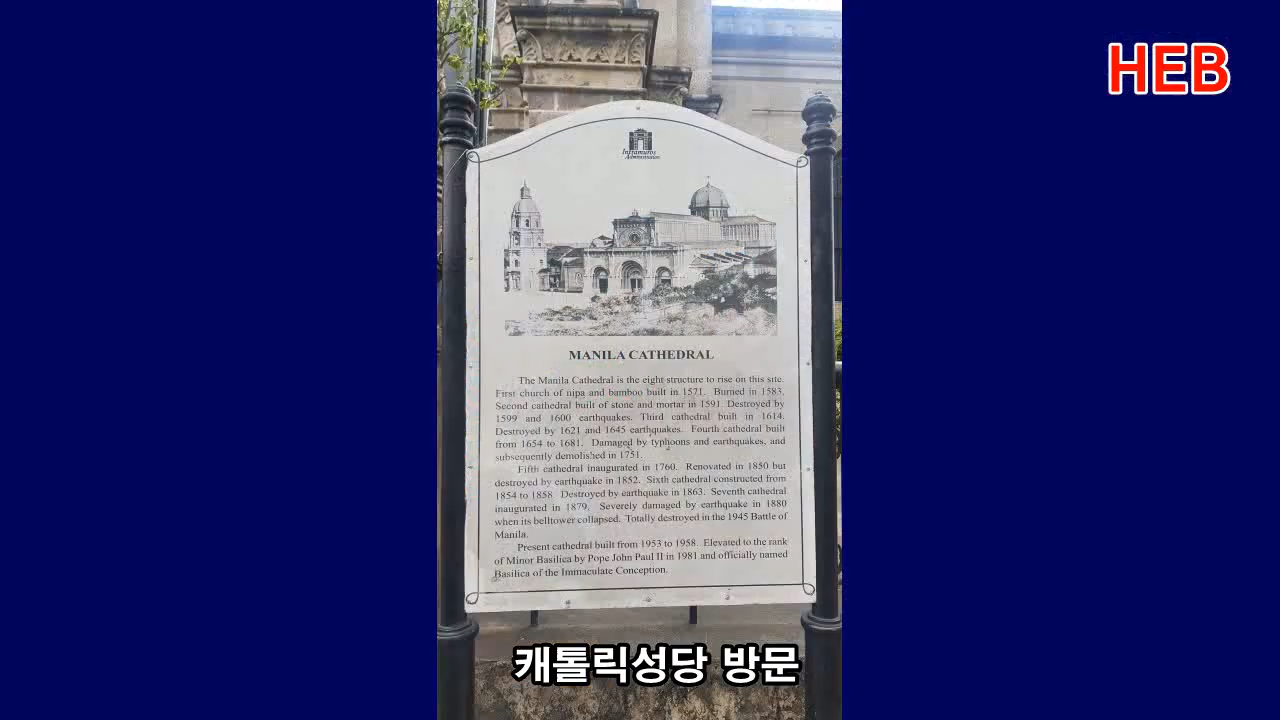 HEB
Intramuros
Administration
MANILA CATHEDRAL
The Manila Cathedral is the eight structure to rise on this site.
First church of nipa and bamboo built in 1571. Burned in 1583.
Second cathedral built of stone and mortar in 1591. Destroyed by
1599 and 1600 earthquakes. Third cathedral built in 1614.
Destroyed by 1621 and 1645 earthquakes. Fourth cathedral built
from 1654 to 1681. Damaged by typhoons and earthquakes, and
subsequently demolished in 1751.
Fifth cathedral inaugurated in 1760. Renovated in 1850 but
destroyed by earthquake in 1852. Sixth cathedral constructed from
1854 to 1858. Destroyed by earthquake in 1863. Seventh cathedral
inaugurated in 1879. Severely damaged by earthquake in 1880
when its belltower collapsed. Totally destroyed in the 1945 Battle of
Manila.
Present cathedral built from 1953 to 1958. Elevated to the rank
of Minor Basilica by Pope John Paul II in 1981 and officially named
Basilica of the Immaculate Conception.
캐톨릭성당 방문